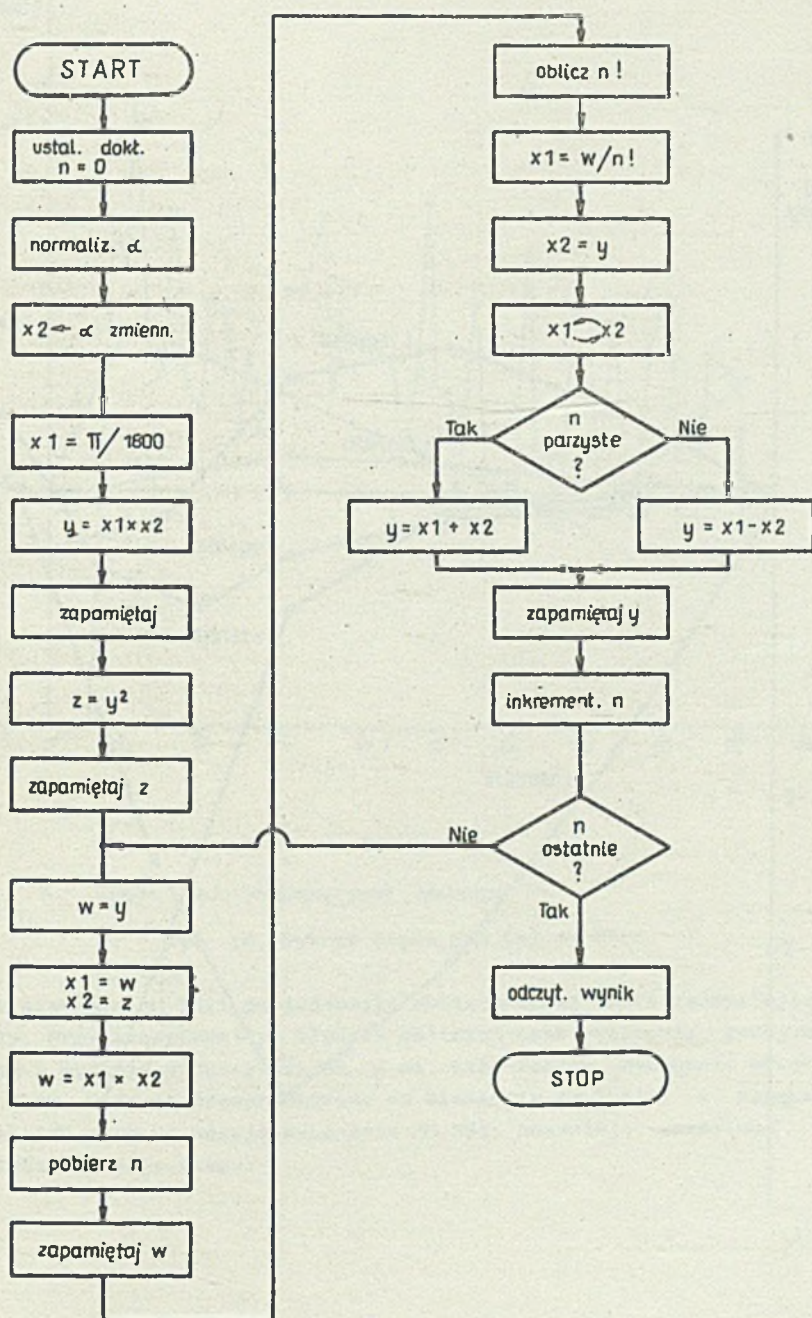 START
ustal. dokł.
n = 0
normaliz. α
x2 ← α zmienn.
x1 = π/1800
y = x1×x2
zapamiętaj
z = y²
zapamiętaj z
w = y
x1 = w
x2 = z
w = x1 × x2
pobierz n
zapamiętaj w
oblicz n!
x1 = w/n!
x2 = y
x1 x2
Tak
n
parzyste
?
Nie
y = x1 + x2
y = x1-x2
zapamiętaj y
inkrement. n
Nie
n
ostatnie
?
Tak
odczyt. wynik
STOP